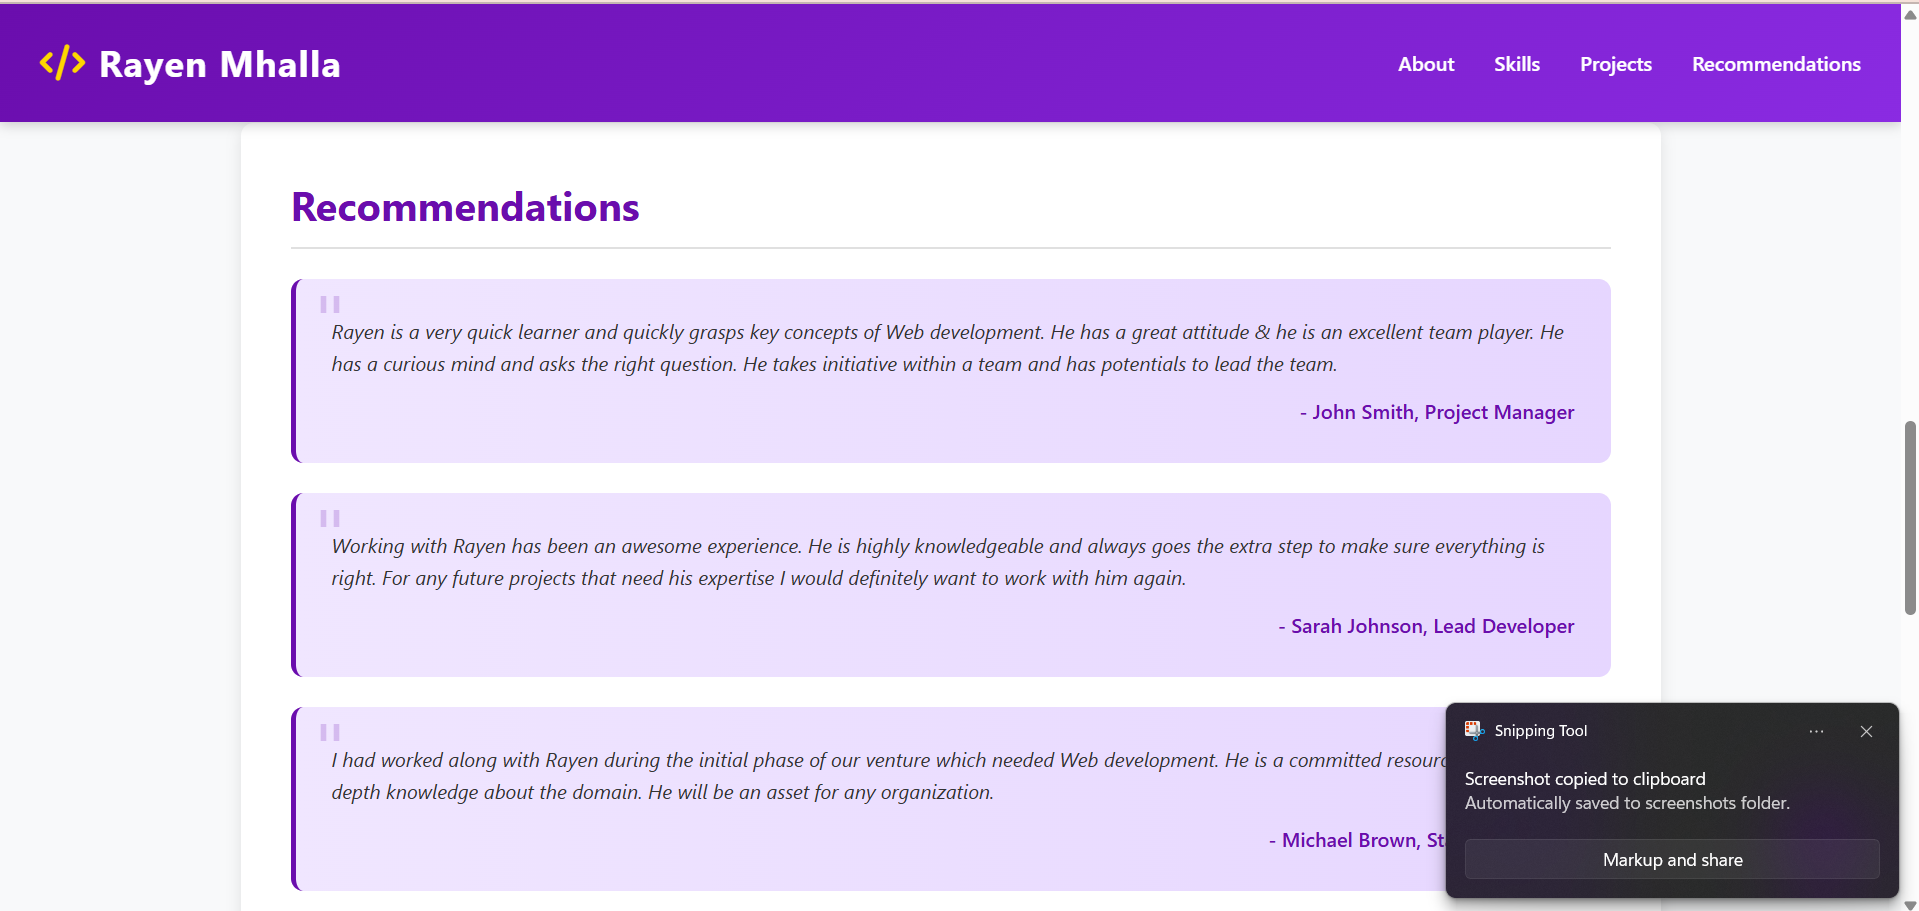 </> Rayen Mhalla
About Skills Projects Recommendations
Recommendations
"
Rayen is a very quick learner and quickly grasps key concepts of Web development. He has a great attitude & he is an excellent team player. He
has a curious mind and asks the right question. He takes initiative within a team and has potentials to lead the team.
- John Smith, Project Manager
"
Working with Rayen has been an awesome experience. He is highly knowledgeable and always goes the extra step to make sure everything is
right. For any future projects that need his expertise I would definitely want to work with him again.
- Sarah Johnson, Lead Developer
"
I had worked along with Rayen during the initial phase of our venture which needed Web development. He is a committed
depth knowledge about the domain. He will be an asset for any organization.
- Michael Brown,
Snipping Tool
Screenshot copied to clipboard
Automatically saved to screenshots folder.
Markup and share